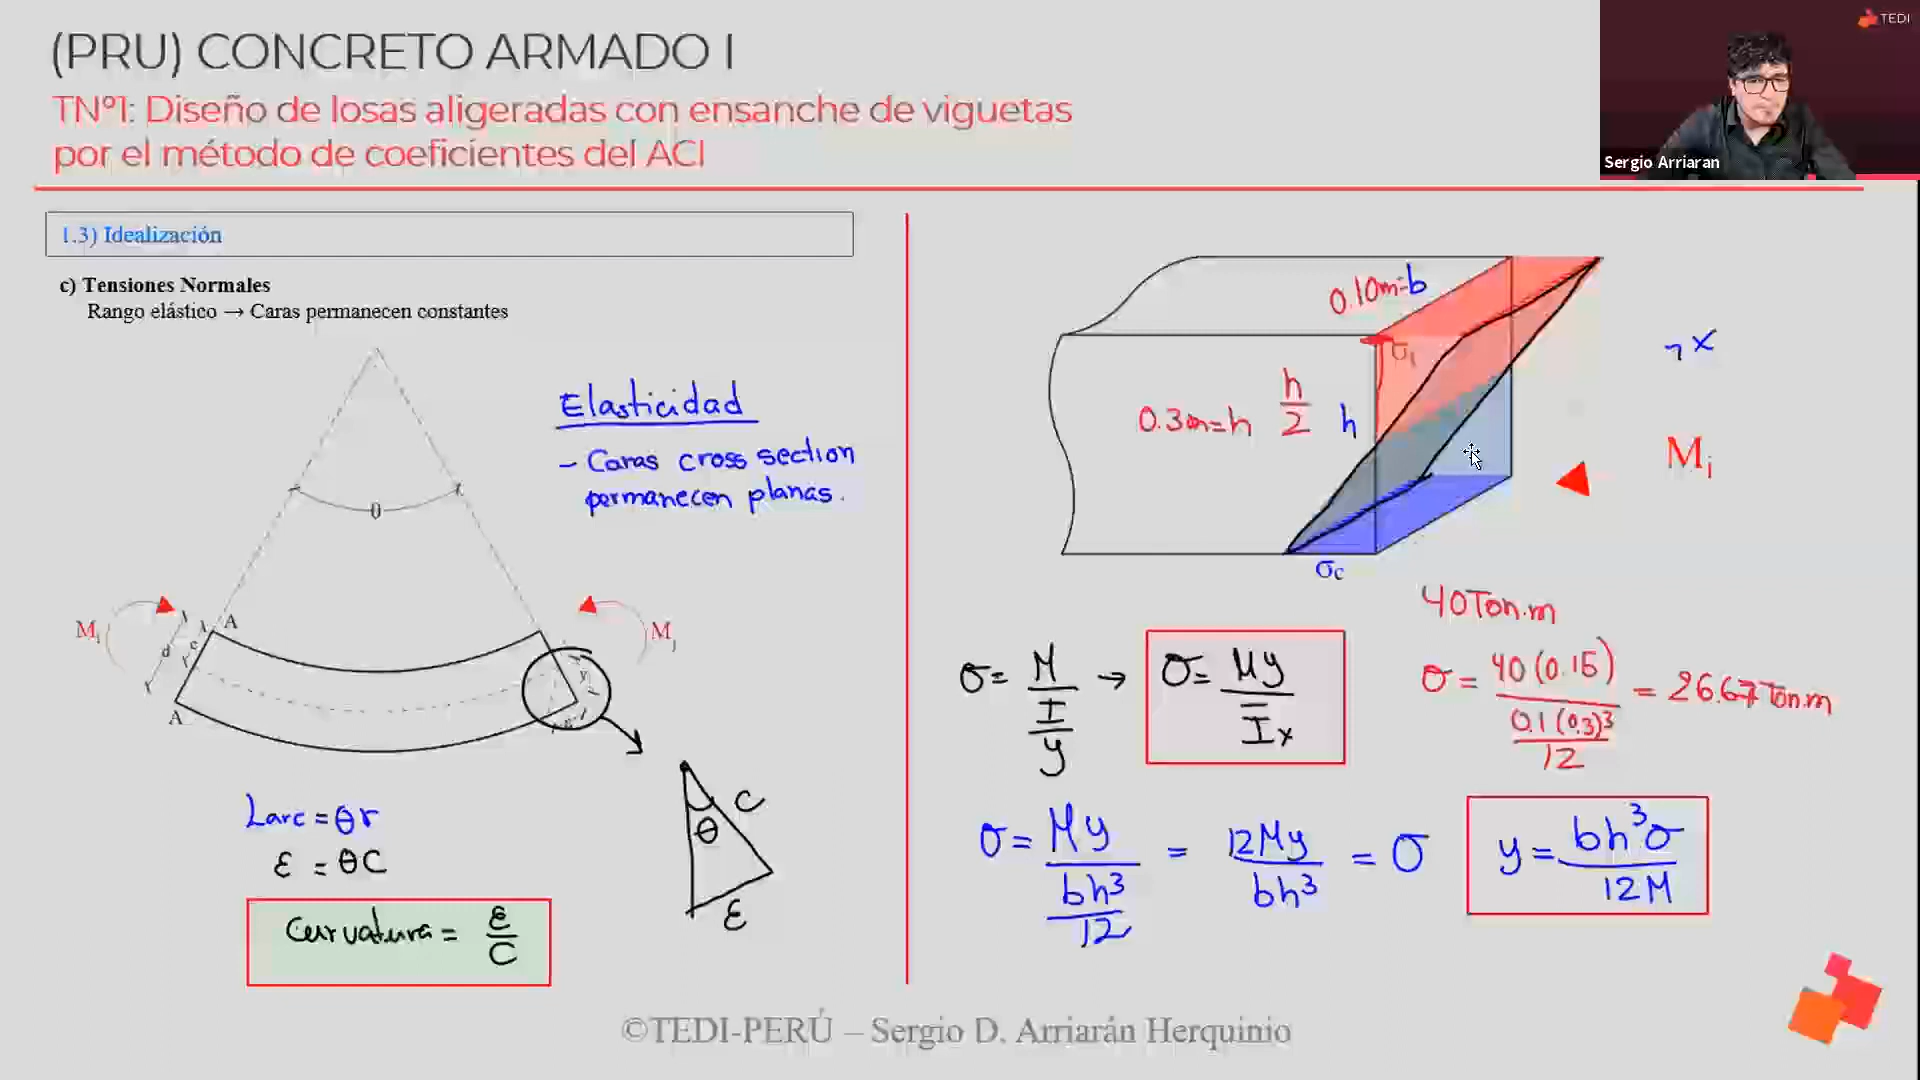 (PRU) CONCRETO ARMADO I
TN°1: Diseño de losas aligeradas con ensanche de viguetas
por el método de coeficientes del ACI
TEDI
Sergio Arriaran
1.3) Idealización
c) Tensiones Normales
Rango elástico → Caras permanecen constantes
θ
Elasticidad
- Caras cross section
permanecen planas.
Mi
d
c
A
A
y
Mj
Larc = θr
ε = θC
Curvatura = ε/C
θ
C
ε
0.10m=b
σ1
0.3m=h
h/2
h
σc
x
Mi
40Ton.m
σ = M/(I/y) → σ = My/Ix
σ = 40(0.15)/(0.1(0.3)³/12) = 26.67Ton.m
σ = My/(bh³/12) = 12My/bh³ = σ
y = bh³σ/12M
©TEDI-PERÚ – Sergio D. Arriarán Herquinio